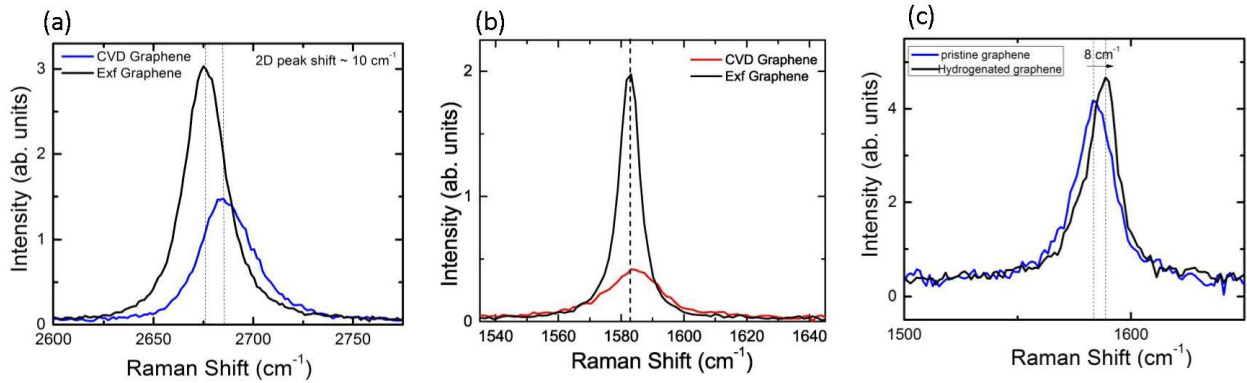 (a)
CVD Graphene
Exf Graphene
2D peak shift ~ 10 cm⁻¹
3
2
1
0
Intensity (ab. units)
2600 2650 2700 2750
Raman Shift (cm⁻¹)
(b)
CVD Graphene
Exf Graphene
2
1
0
Intensity (ab. units)
1540 1560 1580 1600 1620 1640
Raman Shift (cm⁻¹)
(c)
pristine graphene
Hydrogenated graphene
8 cm⁻¹
4
2
0
Intensity (ab. units)
1500 1600
Raman Shift (cm⁻¹)